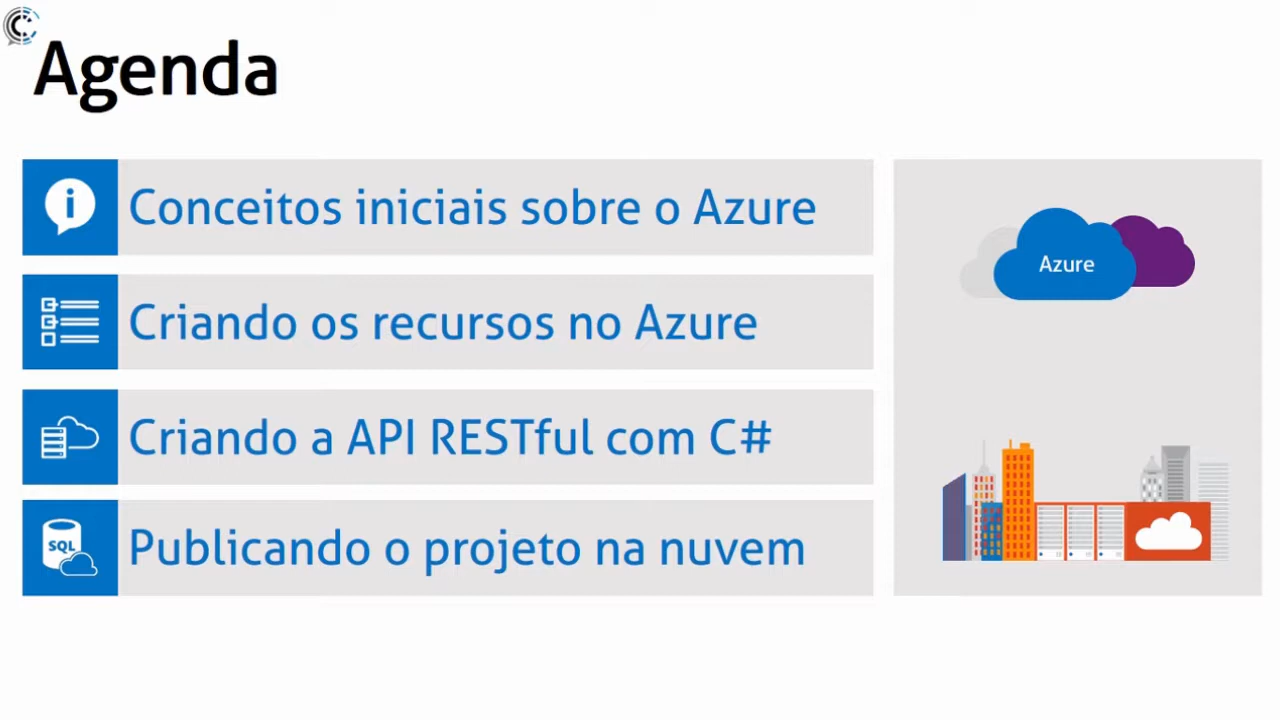 Agenda
Conceitos iniciais sobre o Azure
Criando os recursos no Azure
Criando a API RESTful com C#
SQL
Publicando o projeto na nuvem
Azure